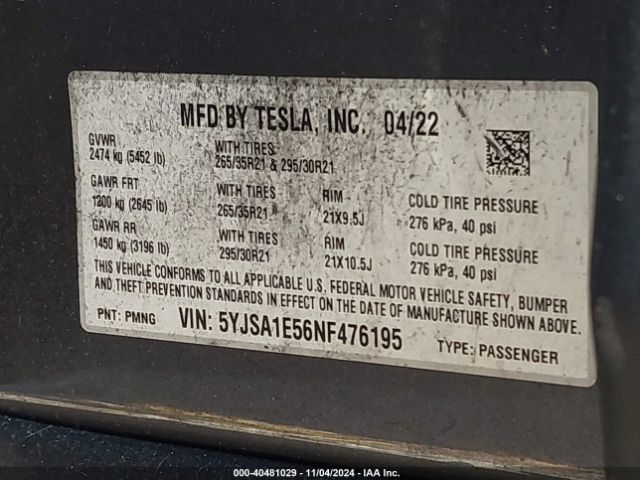 MFD BY TESLA, INC. 04/22
GVWR
2474 kg (5452 lb)
WITH TIRES
265/35R21 & 295/30R21
GAWR FRT
1200 kg (2645 lb)
WITH TIRES
265/35R21
RIM
21X9.5J
COLD TIRE PRESSURE
276 kPa, 40 psi
GAWR RR
1450 kg (3196 lb)
WITH TIRES
295/30R21
RIM
21X10.5J
COLD TIRE PRESSURE
276 kPa, 40 psi
THIS VEHICLE CONFORMS TO ALL APPLICABLE U.S. FEDERAL MOTOR VEHICLE SAFETY, BUMPER
AND THEFT PREVENTION STANDARDS IN EFFECT ON THE DATE OF MANUFACTURE SHOWN ABOVE.
PNT: PMNG
VIN: 5YJSA1E56NF476195
TYPE: PASSENGER
000-40481029 - 11/04/2024 - IAA Inc.